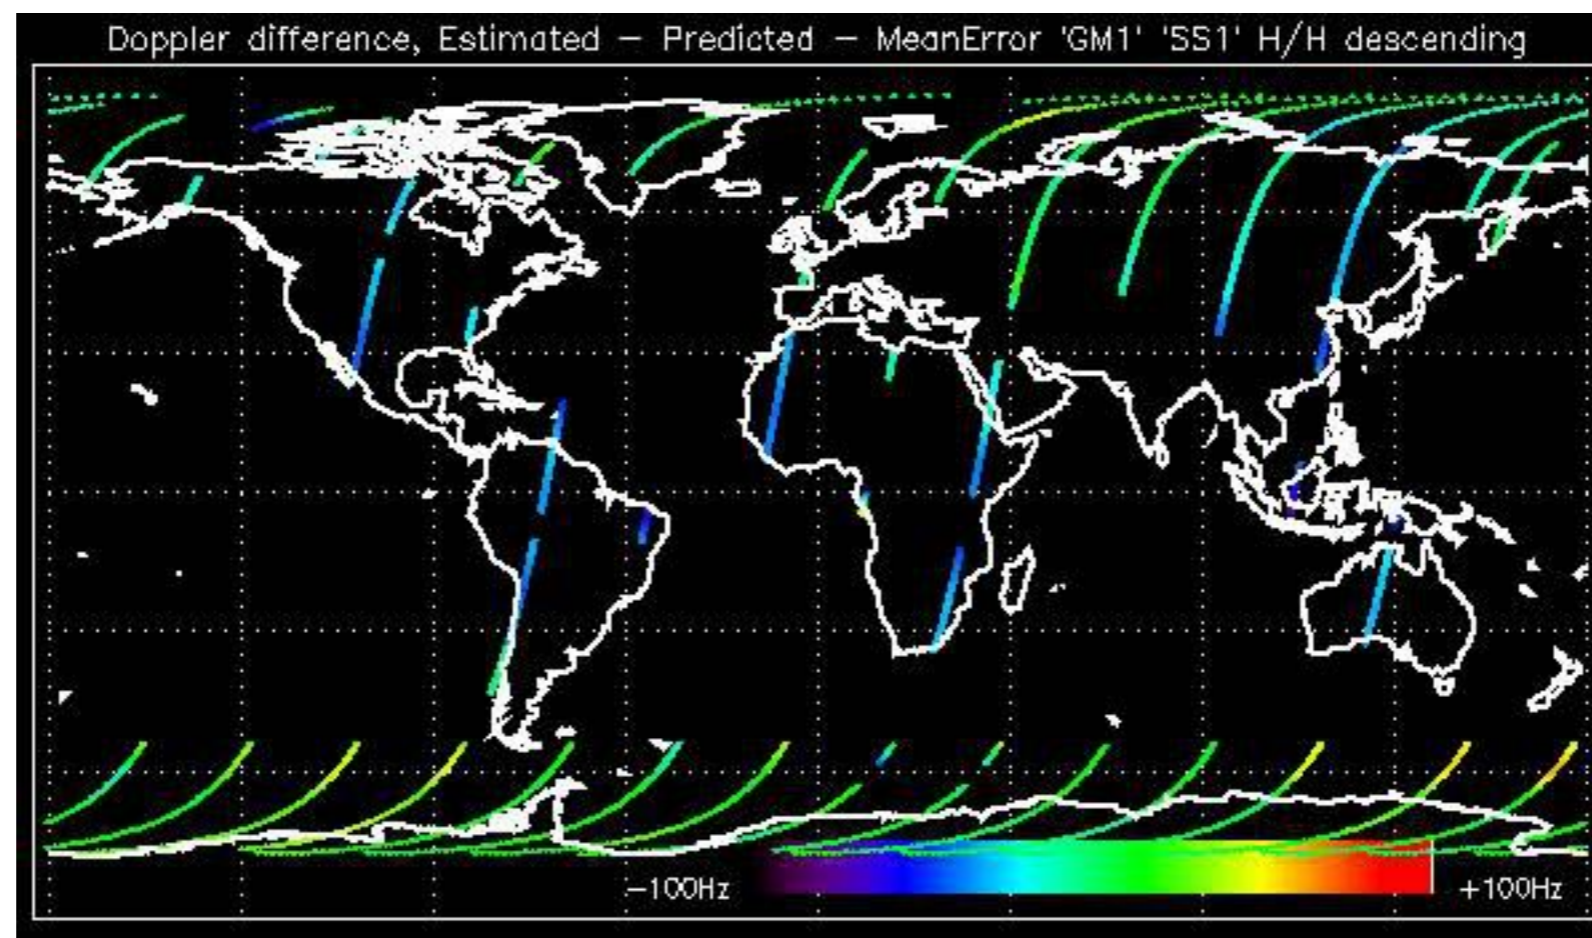 Doppler difference, Estimated – Predicted – MeanError 'GM1' 'SS1' H/H descending
–100Hz
+100Hz